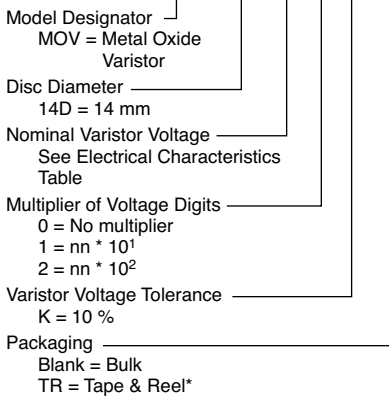 Model Designator
MOV = Metal Oxide
Varistor
Disc Diameter
14D = 14 mm
Nominal Varistor Voltage
See Electrical Characteristics
Table
Multiplier of Voltage Digits
0 = No multiplier
1 = nn * 10¹
2 = nn * 10²
Varistor Voltage Tolerance
K = 10 %
Packaging
Blank = Bulk
TR = Tape & Reel*